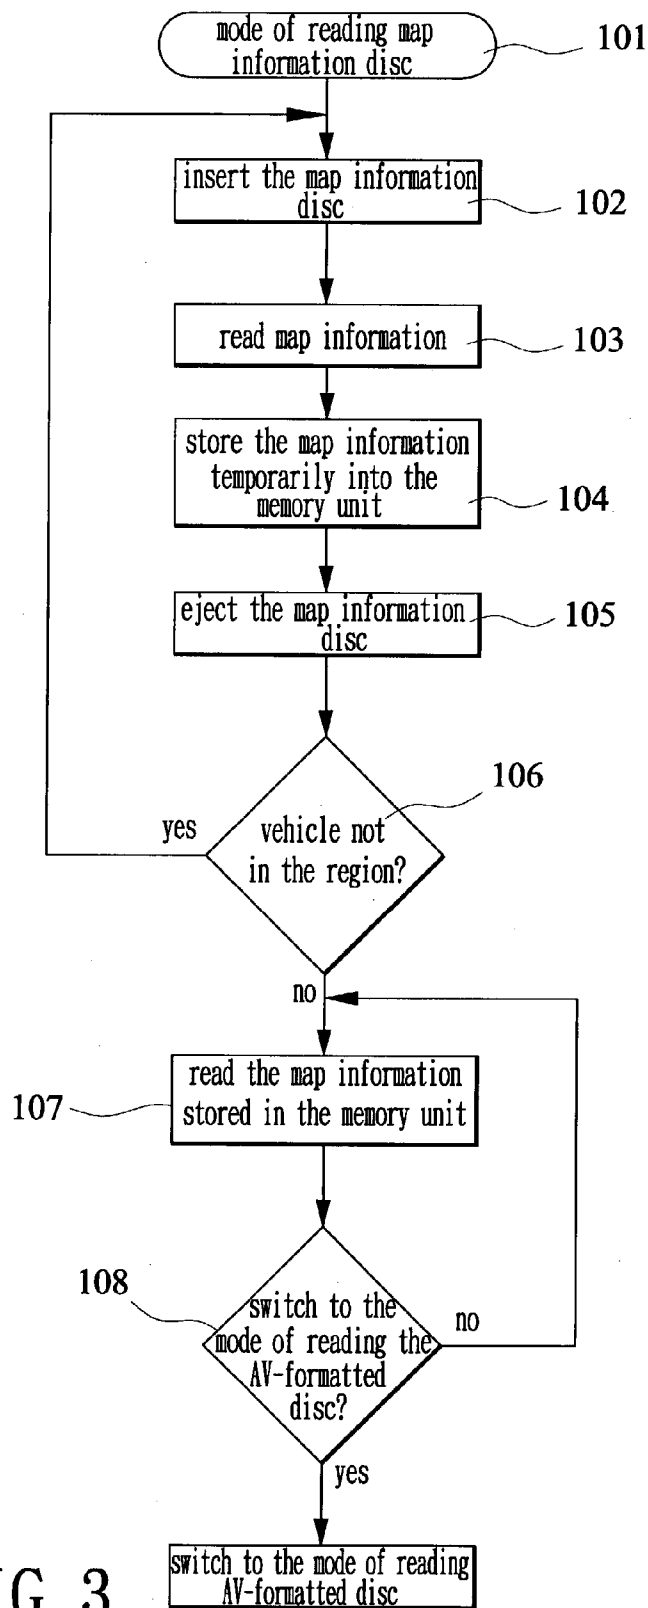 mode of reading map
information disc
101
insert the map information
disc
102
read map information
103
store the map information
temporarily into the
memory unit
104
eject the map information
disc
105
106
vehicle not
in the region?
yes
no
read the map information
stored in the memory unit
107
108
switch to the
mode of reading the
AV-formatted
disc?
no
yes
switch to the mode of reading
AV-formatted disc
G 3